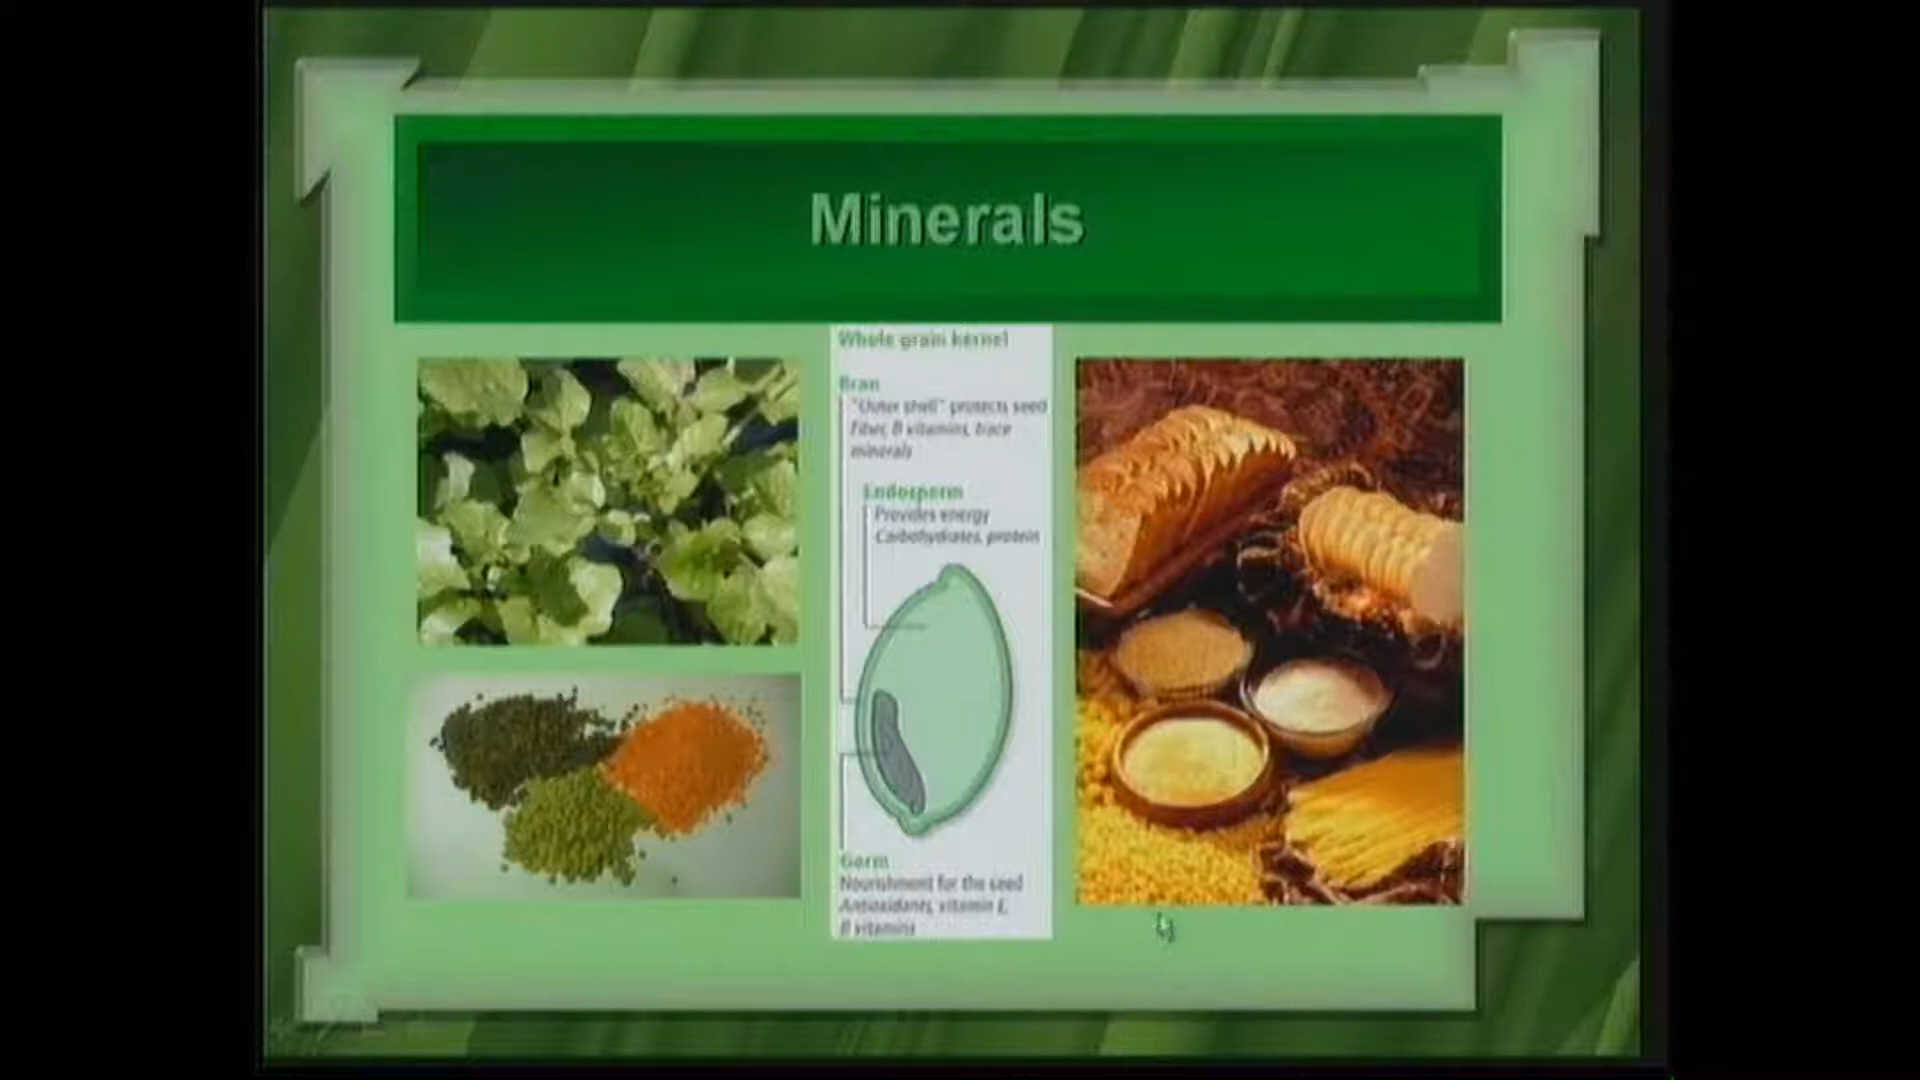 Minerals
Whole grain kernel
Bran
"Outer shell" protects seed
Fiber, B vitamins, trace
minerals
Endosperm
Provides energy
Carbohydrates, protein
Germ
Nourishment for the seed
Antioxidants, vitamin E,
B vitamins